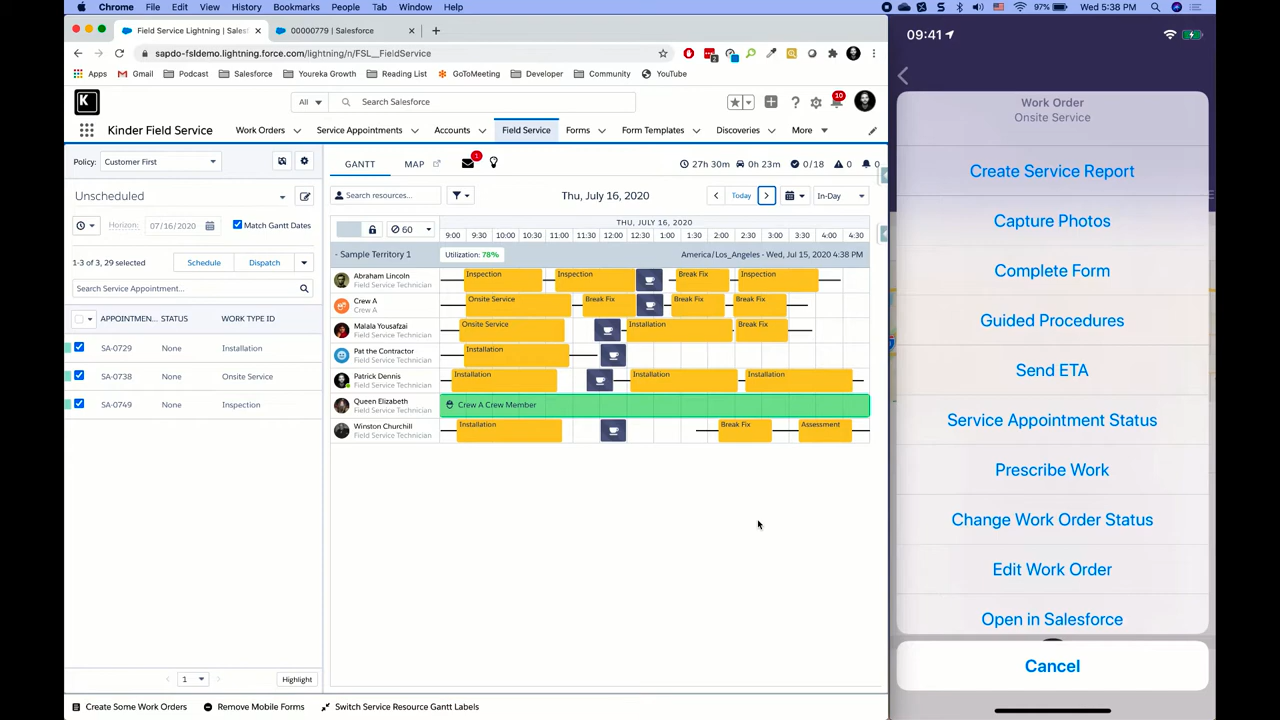 Chrome File Edit View History Bookmarks People Tab Window Help
97% Wed 5:38 PM
Field Service Lightning | Sales
00000779 | Salesforce
sapdo-fsldemo.lightning.force.com/lightning/n/FSL__FieldService
Apps Gmail Podcast Salesforce Youreka Growth Reading List GoToMeeting Developer Community YouTube
K
All Search Salesforce
10
Kinder Field Service Work Orders Service Appointments Accounts Field Service Forms Form Templates Discoveries More
Policy: Customer First
Unscheduled
Horizon: 07/16/2020 Match Gantt Dates
1-3 of 3, 29 selected Schedule Dispatch
Search Service Appointment...
APPOINTMEN... STATUS WORK TYPE ID
SA-0729 None Installation
SA-0738 None Onsite Service
SA-0749 None Inspection
1 Highlight
GANTT MAP 1 27h 30m 0h 23m 0/18 0 0
Search resources... Thu, July 16, 2020 Today In-Day
60
THU, JULY 16, 2020
9:00 9:30 10:00 10:30 11:00 11:30 12:00 12:30 1:00 1:30 2:00 2:30 3:00 3:30 4:00 4:30
- Sample Territory 1 Utilization: 78% America/Los_Angeles - Wed, Jul 15, 2020 4:38 PM
Abraham Lincoln
Field Service Technician
Inspection Inspection Break Fix Inspection
Crew A
Crew A
Onsite Service Break Fix Break Fix Break Fix
Malala Yousafzai
Field Service Technician
Onsite Service Installation Break Fix
Pat the Contractor
Field Service Technician
Installation
Patrick Dennis
Field Service Technician
Installation Installation Installation
Queen Elizabeth
Field Service Technician
Crew A Crew Member
Winston Churchill
Field Service Technician
Installation Break Fix Assessment
Create Some Work Orders Remove Mobile Forms Switch Service Resource Gantt Labels
09:41
Work Order
Onsite Service
Create Service Report
Capture Photos
Complete Form
Guided Procedures
Send ETA
Service Appointment Status
Prescribe Work
Change Work Order Status
Edit Work Order
Open in Salesforce
Cancel